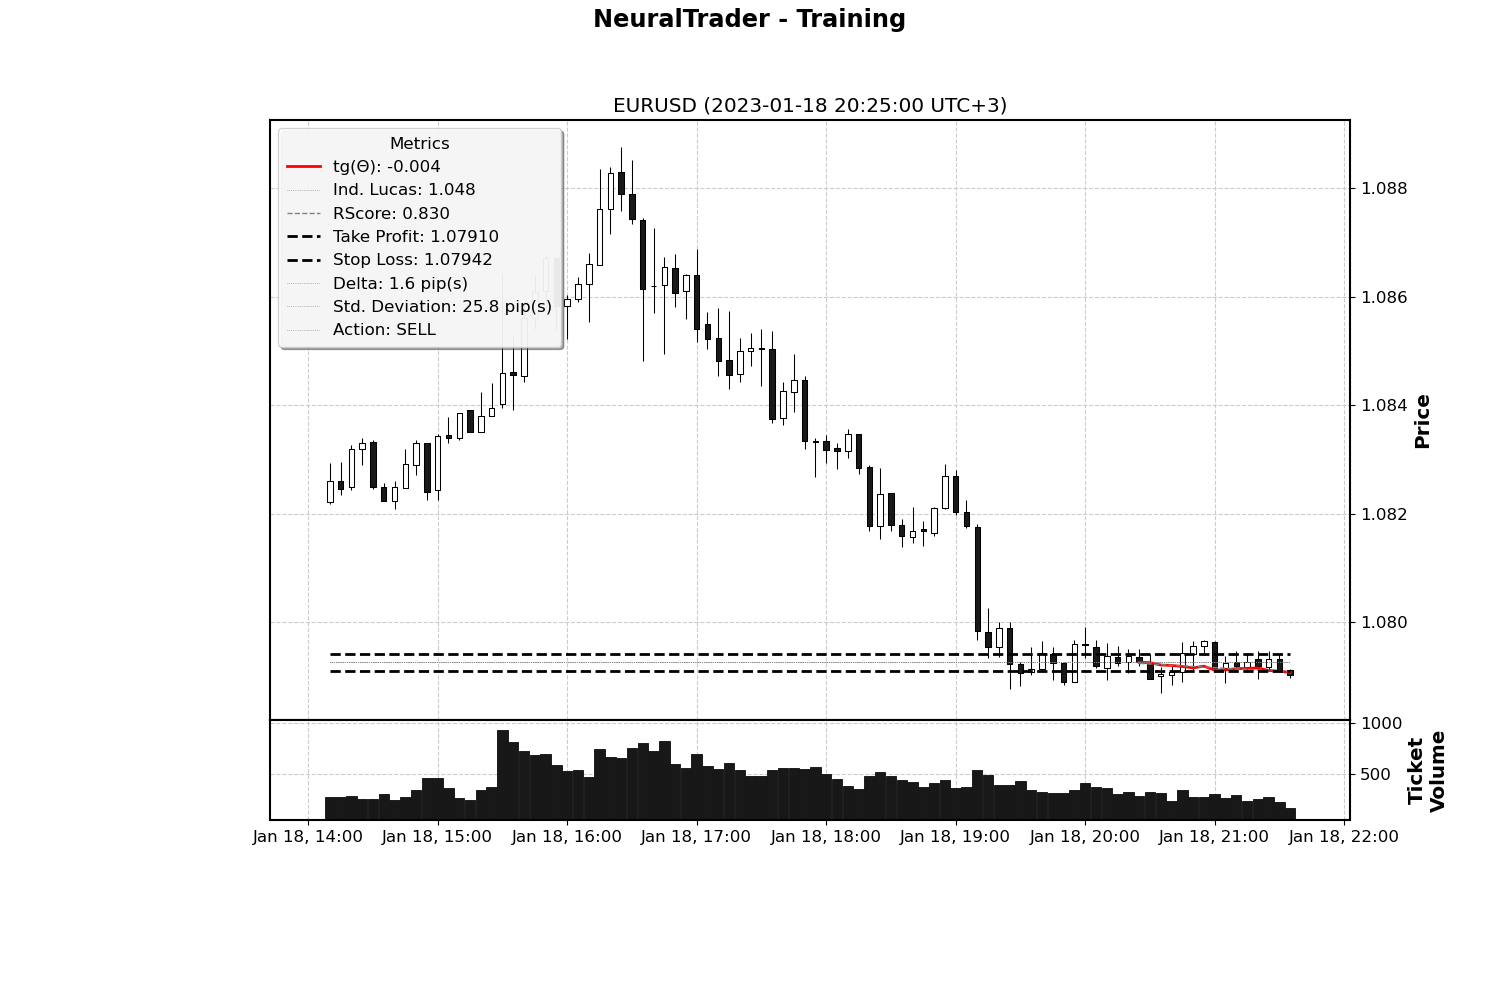 NeuralTrader - Training
EURUSD (2023-01-18 20:25:00 UTC+3)
Metrics
tg(Θ): -0.004
Ind. Lucas: 1.048
RScore: 0.830
Take Profit: 1.07910
Stop Loss: 1.07942
Delta: 1.6 pip(s)
Std. Deviation: 25.8 pip(s)
Action: SELL
1.088
1.086
1.084
1.082
1.080
Price
1000
500
Ticket
Volume
Jan 18, 14:00
Jan 18, 15:00
Jan 18, 16:00
Jan 18, 17:00
Jan 18, 18:00
Jan 18, 19:00
Jan 18, 20:00
Jan 18, 21:00
Jan 18, 22:00